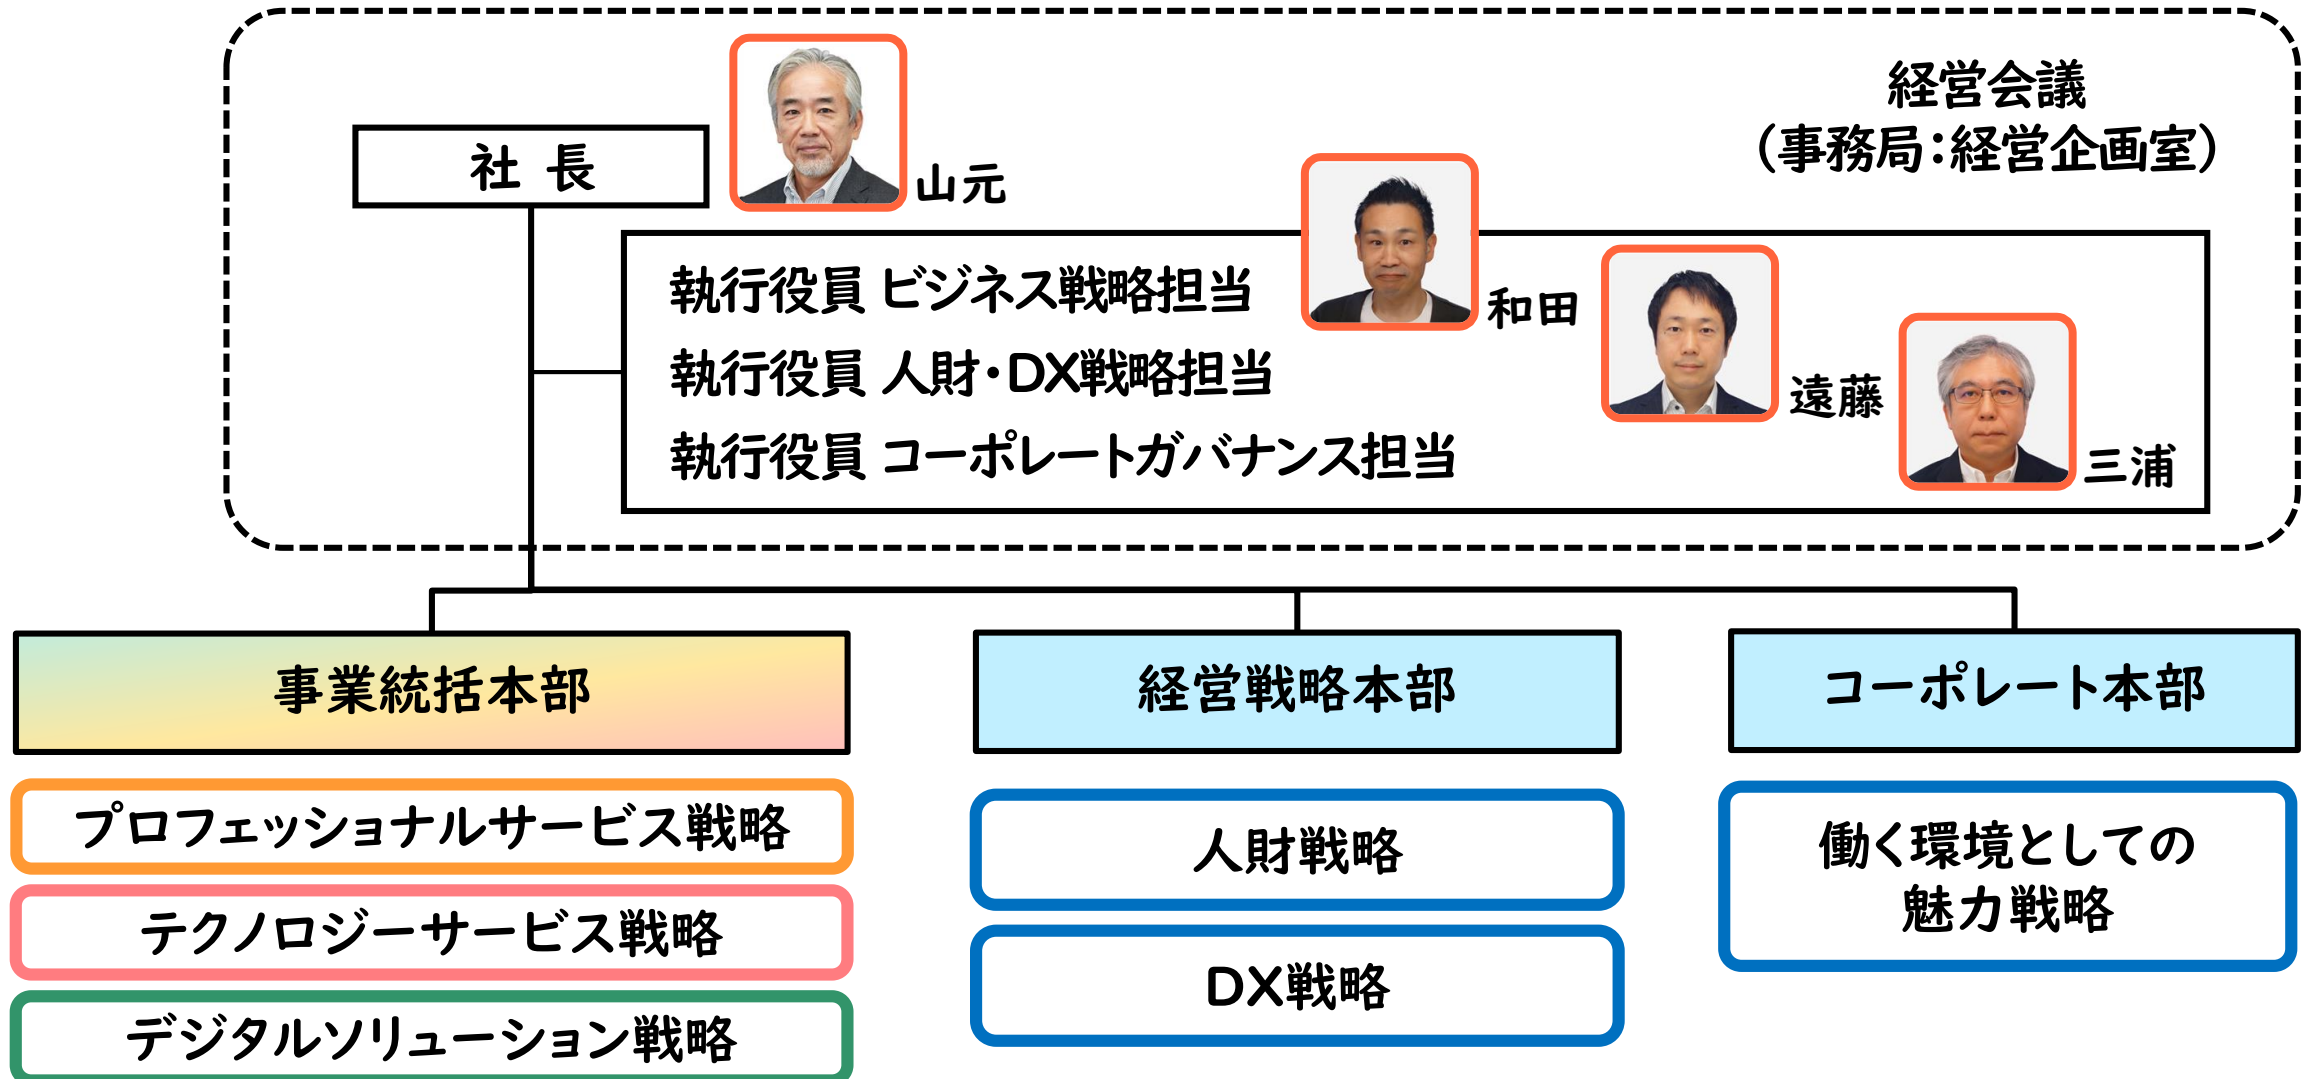 経営会議
（事務局：経営企画室）
社 長
山元
執行役員 ビジネス戦略担当
和田
執行役員 人財・DX戦略担当
遠藤
執行役員 コーポレートガバナンス担当
三浦
事業統括本部
プロフェッショナルサービス戦略
テクノロジーサービス戦略
デジタルソリューション戦略
経営戦略本部
人財戦略
DX戦略
コーポレート本部
働く環境としての
魅力戦略